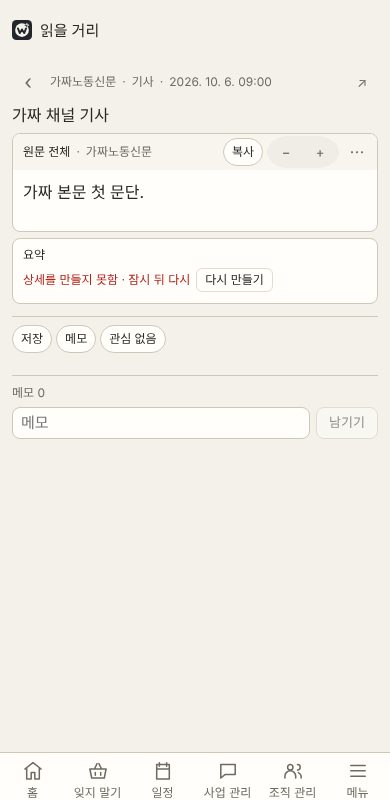 읽을 거리
가짜노동신문 · 기사 · 2026. 10. 6. 09:00
가짜 채널 기사
원문 전체 · 가짜노동신문 복사 − + ···
가짜 본문 첫 문단.
요약
상세를 만들지 못함 · 잠시 뒤 다시 다시 만들기
저장 메모 관심 없음
메모 0
메모 남기기
홈 잊지 말기 일정 사업 관리 조직 관리 메뉴